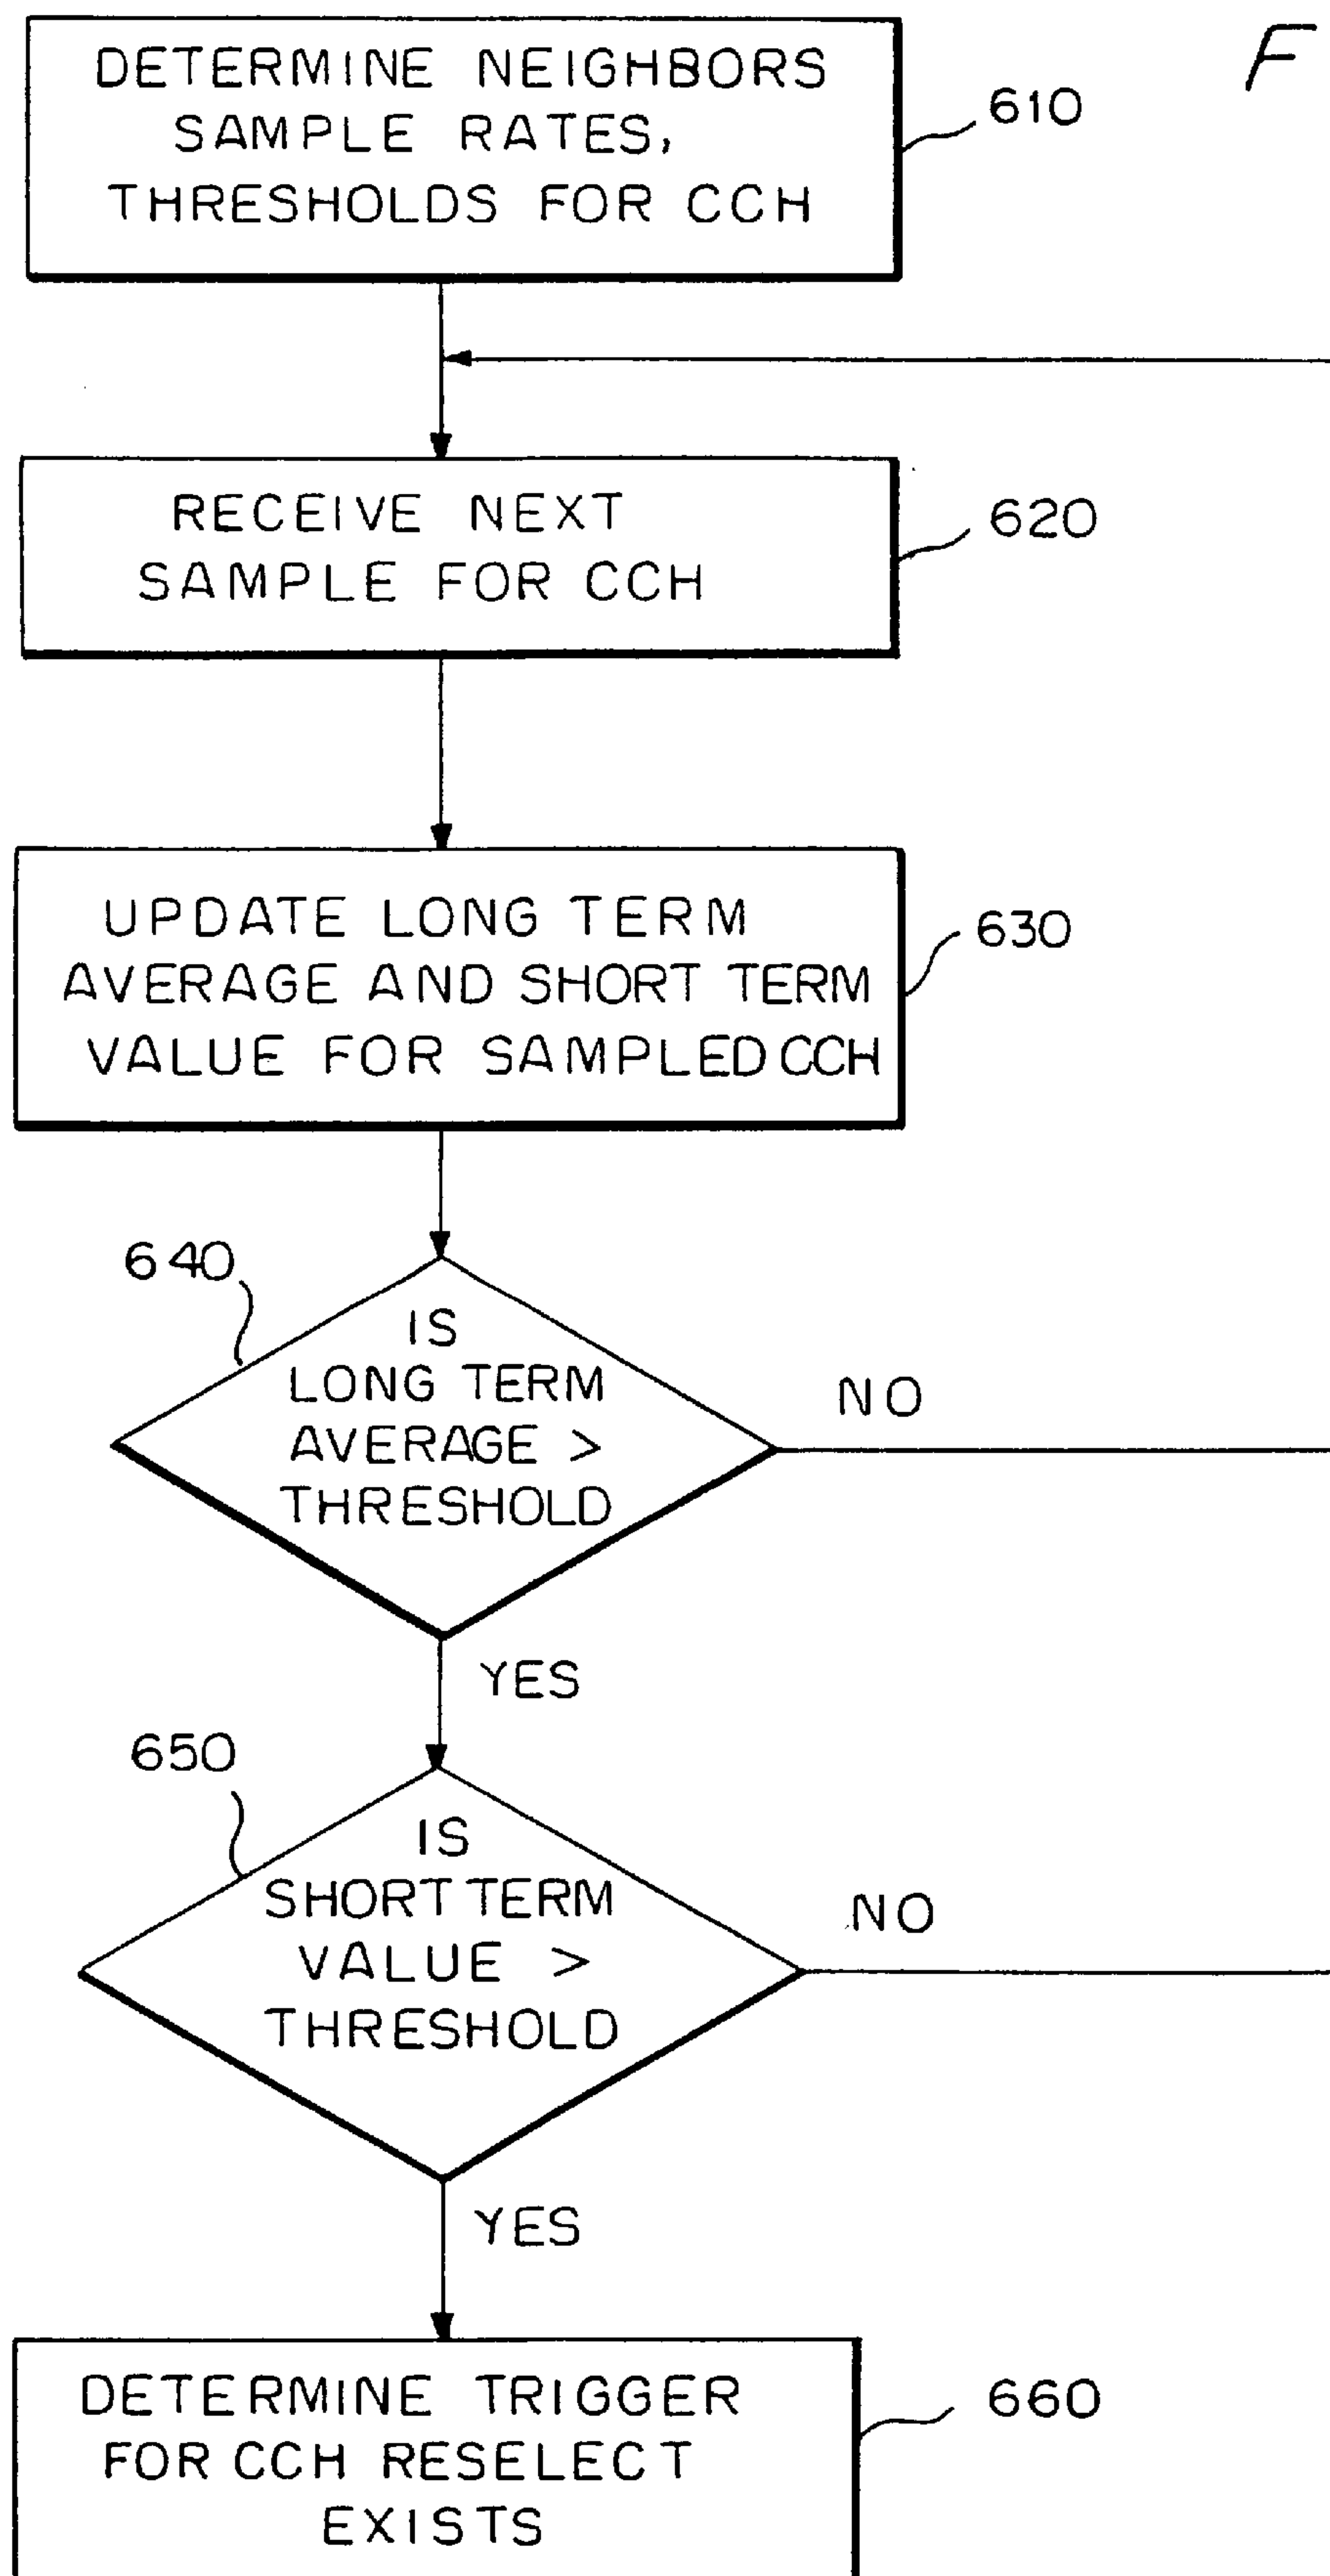 F
DETERMINE NEIGHBORS
SAMPLE RATES,
THRESHOLDS FOR CCH
610
RECEIVE NEXT
SAMPLE FOR CCH
620
UPDATE LONG TERM
AVERAGE AND SHORT TERM
VALUE FOR SAMPLED CCH
630
640
IS
LONG TERM
AVERAGE >
THRESHOLD
NO
YES
650
IS
SHORT TERM
VALUE >
THRESHOLD
NO
YES
DETERMINE TRIGGER
FOR CCH RESELECT
EXISTS
660